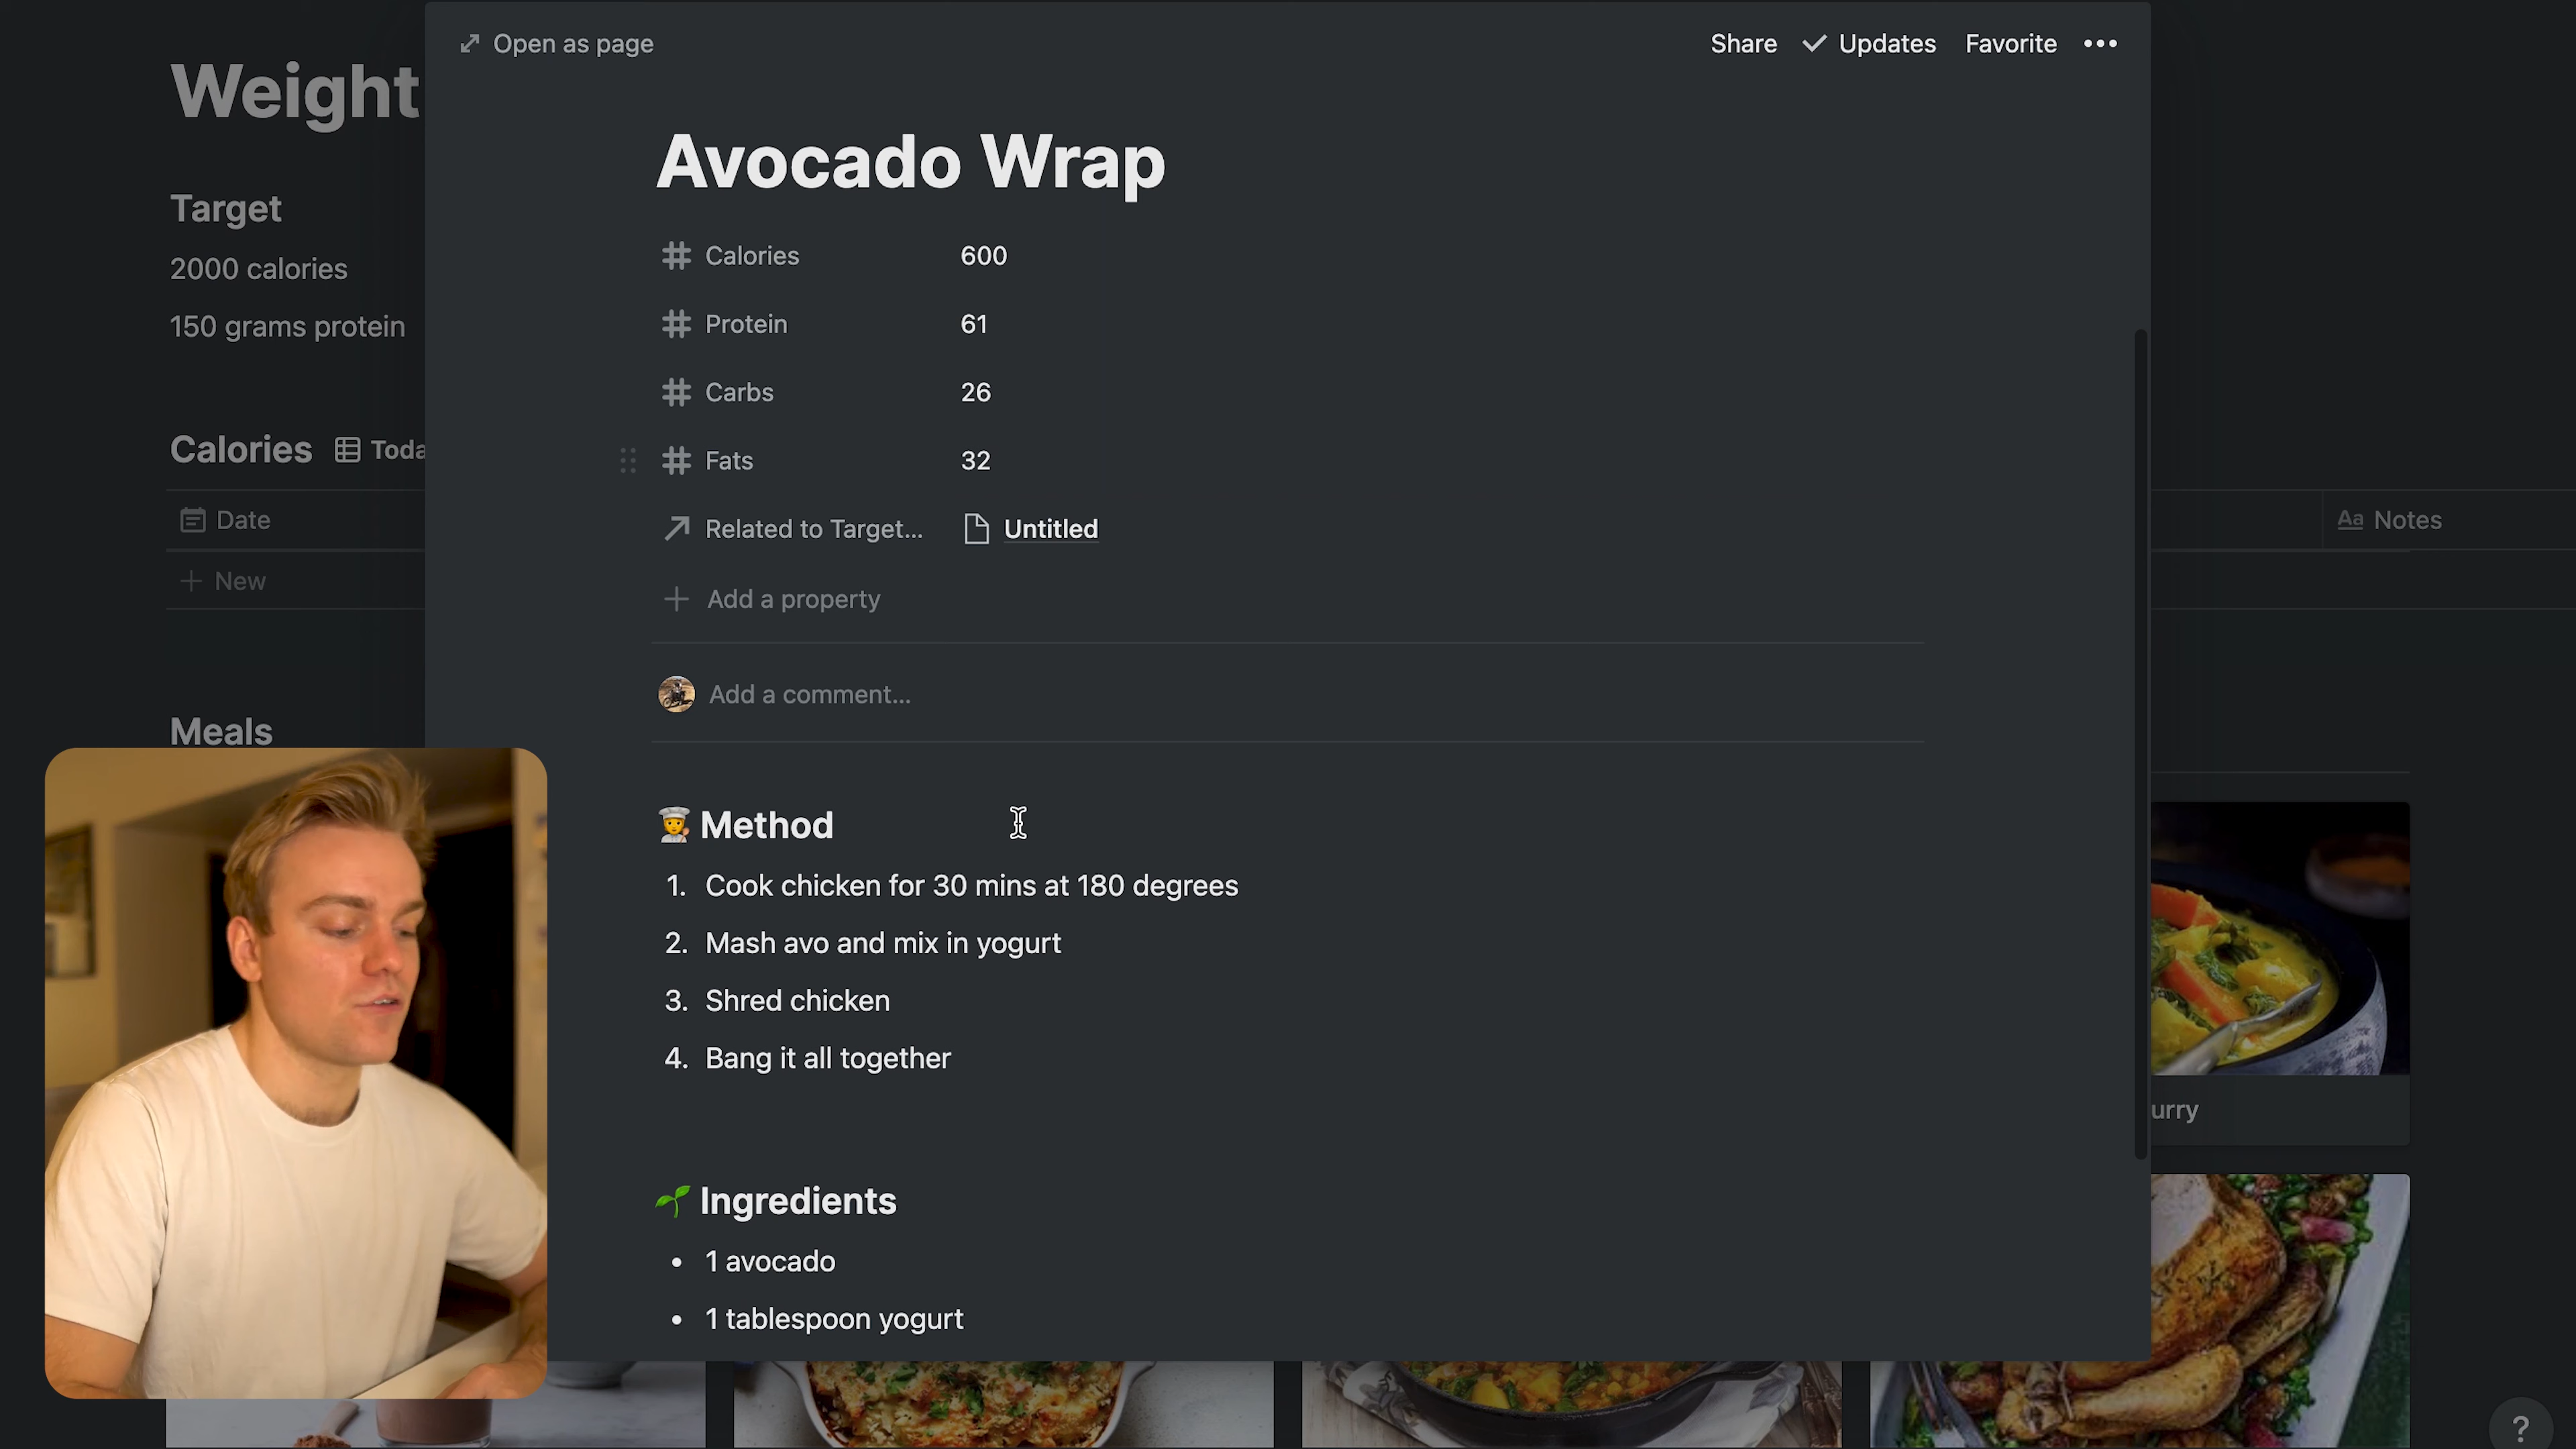 Open as page
Share
Updates
Favorite
Weight
Target
2000 calories
150 grams protein
Calories
Toda
Date
New
Notes
Meals
Avocado Wrap
Calories 600
Protein 61
Carbs 26
Fats 32
Related to Target... Untitled
Add a property
Add a comment...
Method
1. Cook chicken for 30 mins at 180 degrees
2. Mash avo and mix in yogurt
3. Shred chicken
4. Bang it all together
Ingredients
• 1 avocado
• 1 tablespoon yogurt
urry
?